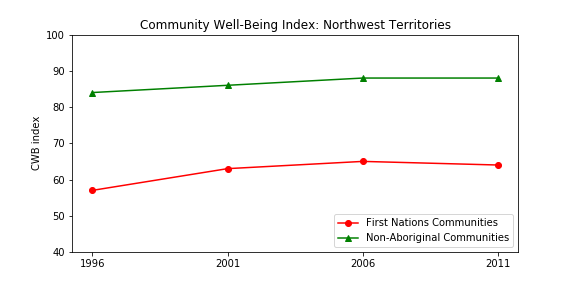 Community Well-Being Index: Northwest Territories
100
90
80
70
60
50
40
CWB index
1996
2001
2006
2011
First Nations Communities
Non-Aboriginal Communities